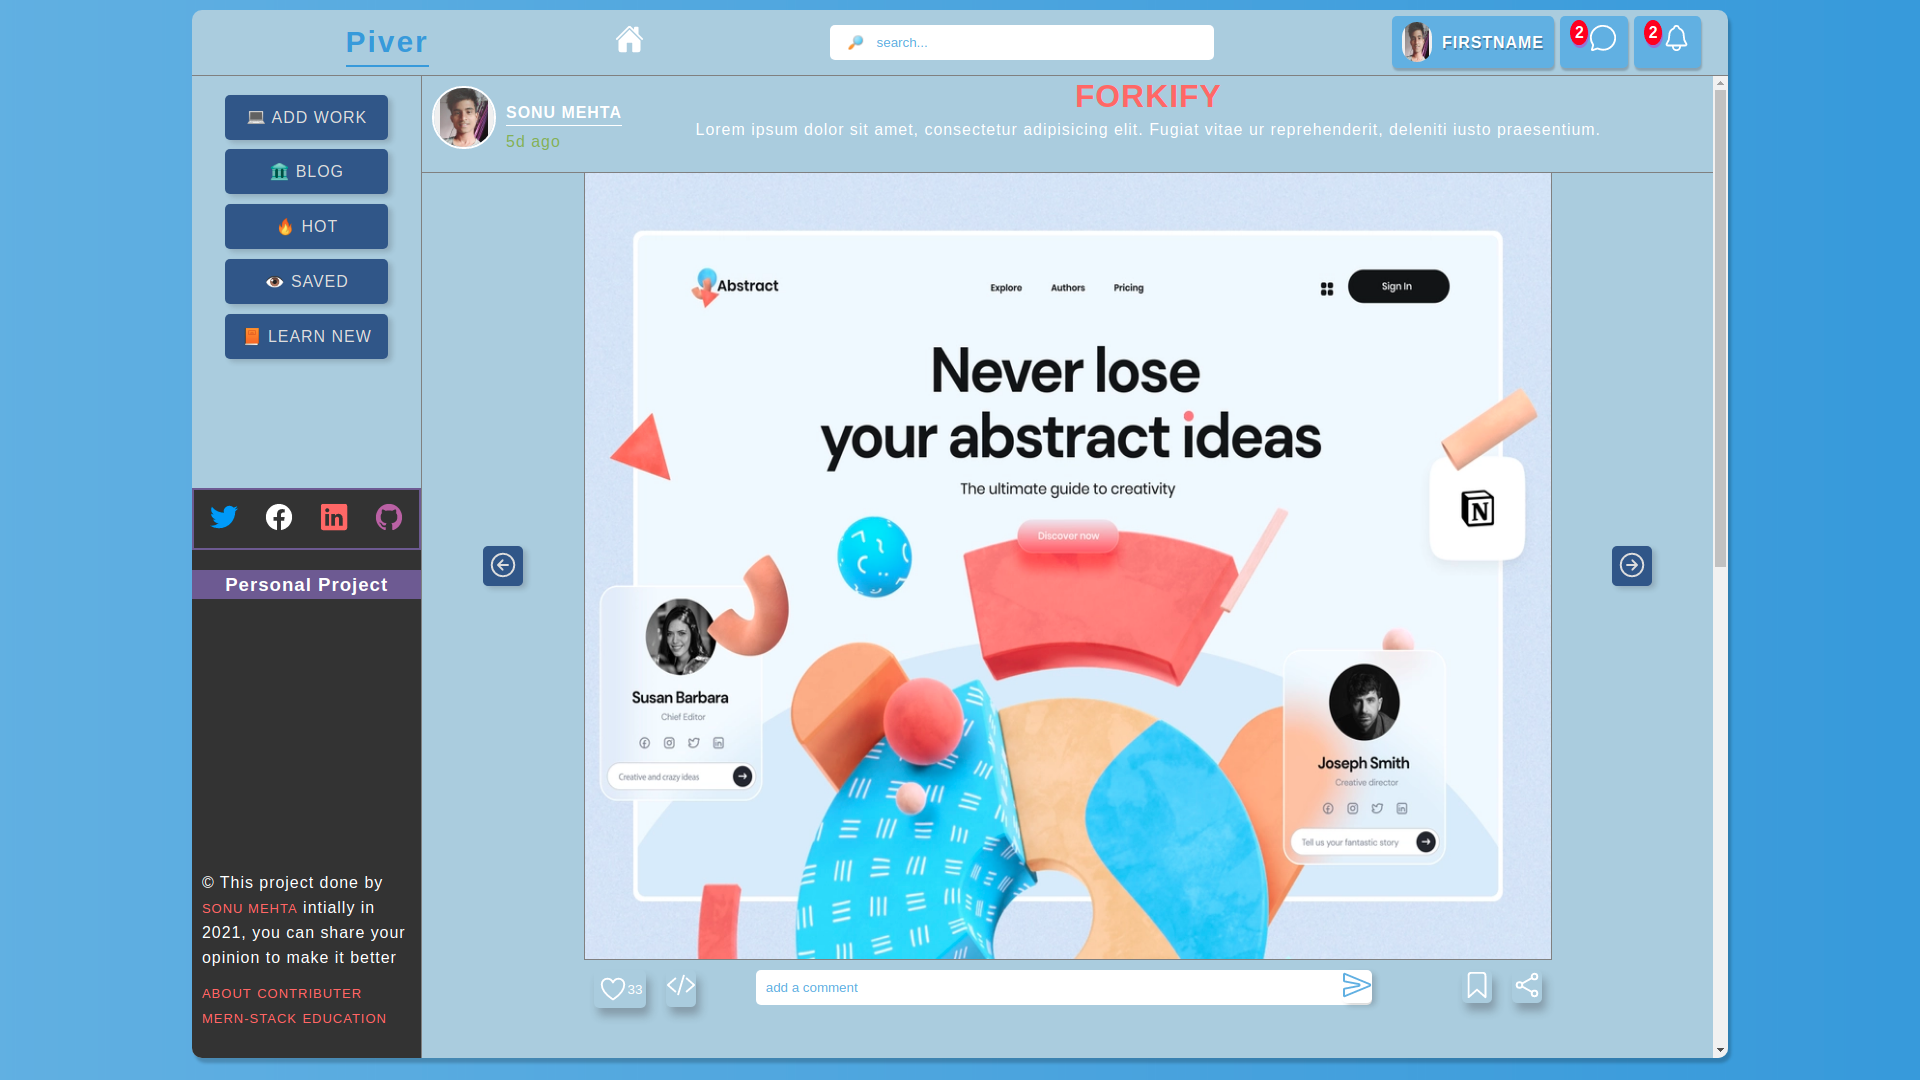 Piver
search...
FIRSTNAME
2
2
ADD WORK
BLOG
HOT
SAVED
LEARN NEW
Personal Project
© This project done by
SONU MEHTA intially in
2021, you can share your
opinion to make it better
ABOUT CONTRIBUTER
MERN-STACK EDUCATION
SONU MEHTA
5d ago
FORKIFY
Lorem ipsum dolor sit amet, consectetur adipisicing elit. Fugiat vitae ur reprehenderit, deleniti iusto praesentium.
Abstract
Explore
Authors
Pricing
Sign In
Never lose
your abstract ideas
The ultimate guide to creativity
Discover now
N
Susan Barbara
Chief Editor
Creative and crazy ideas
Joseph Smith
Creative director
Tell us your fantastic story
33
add a comment